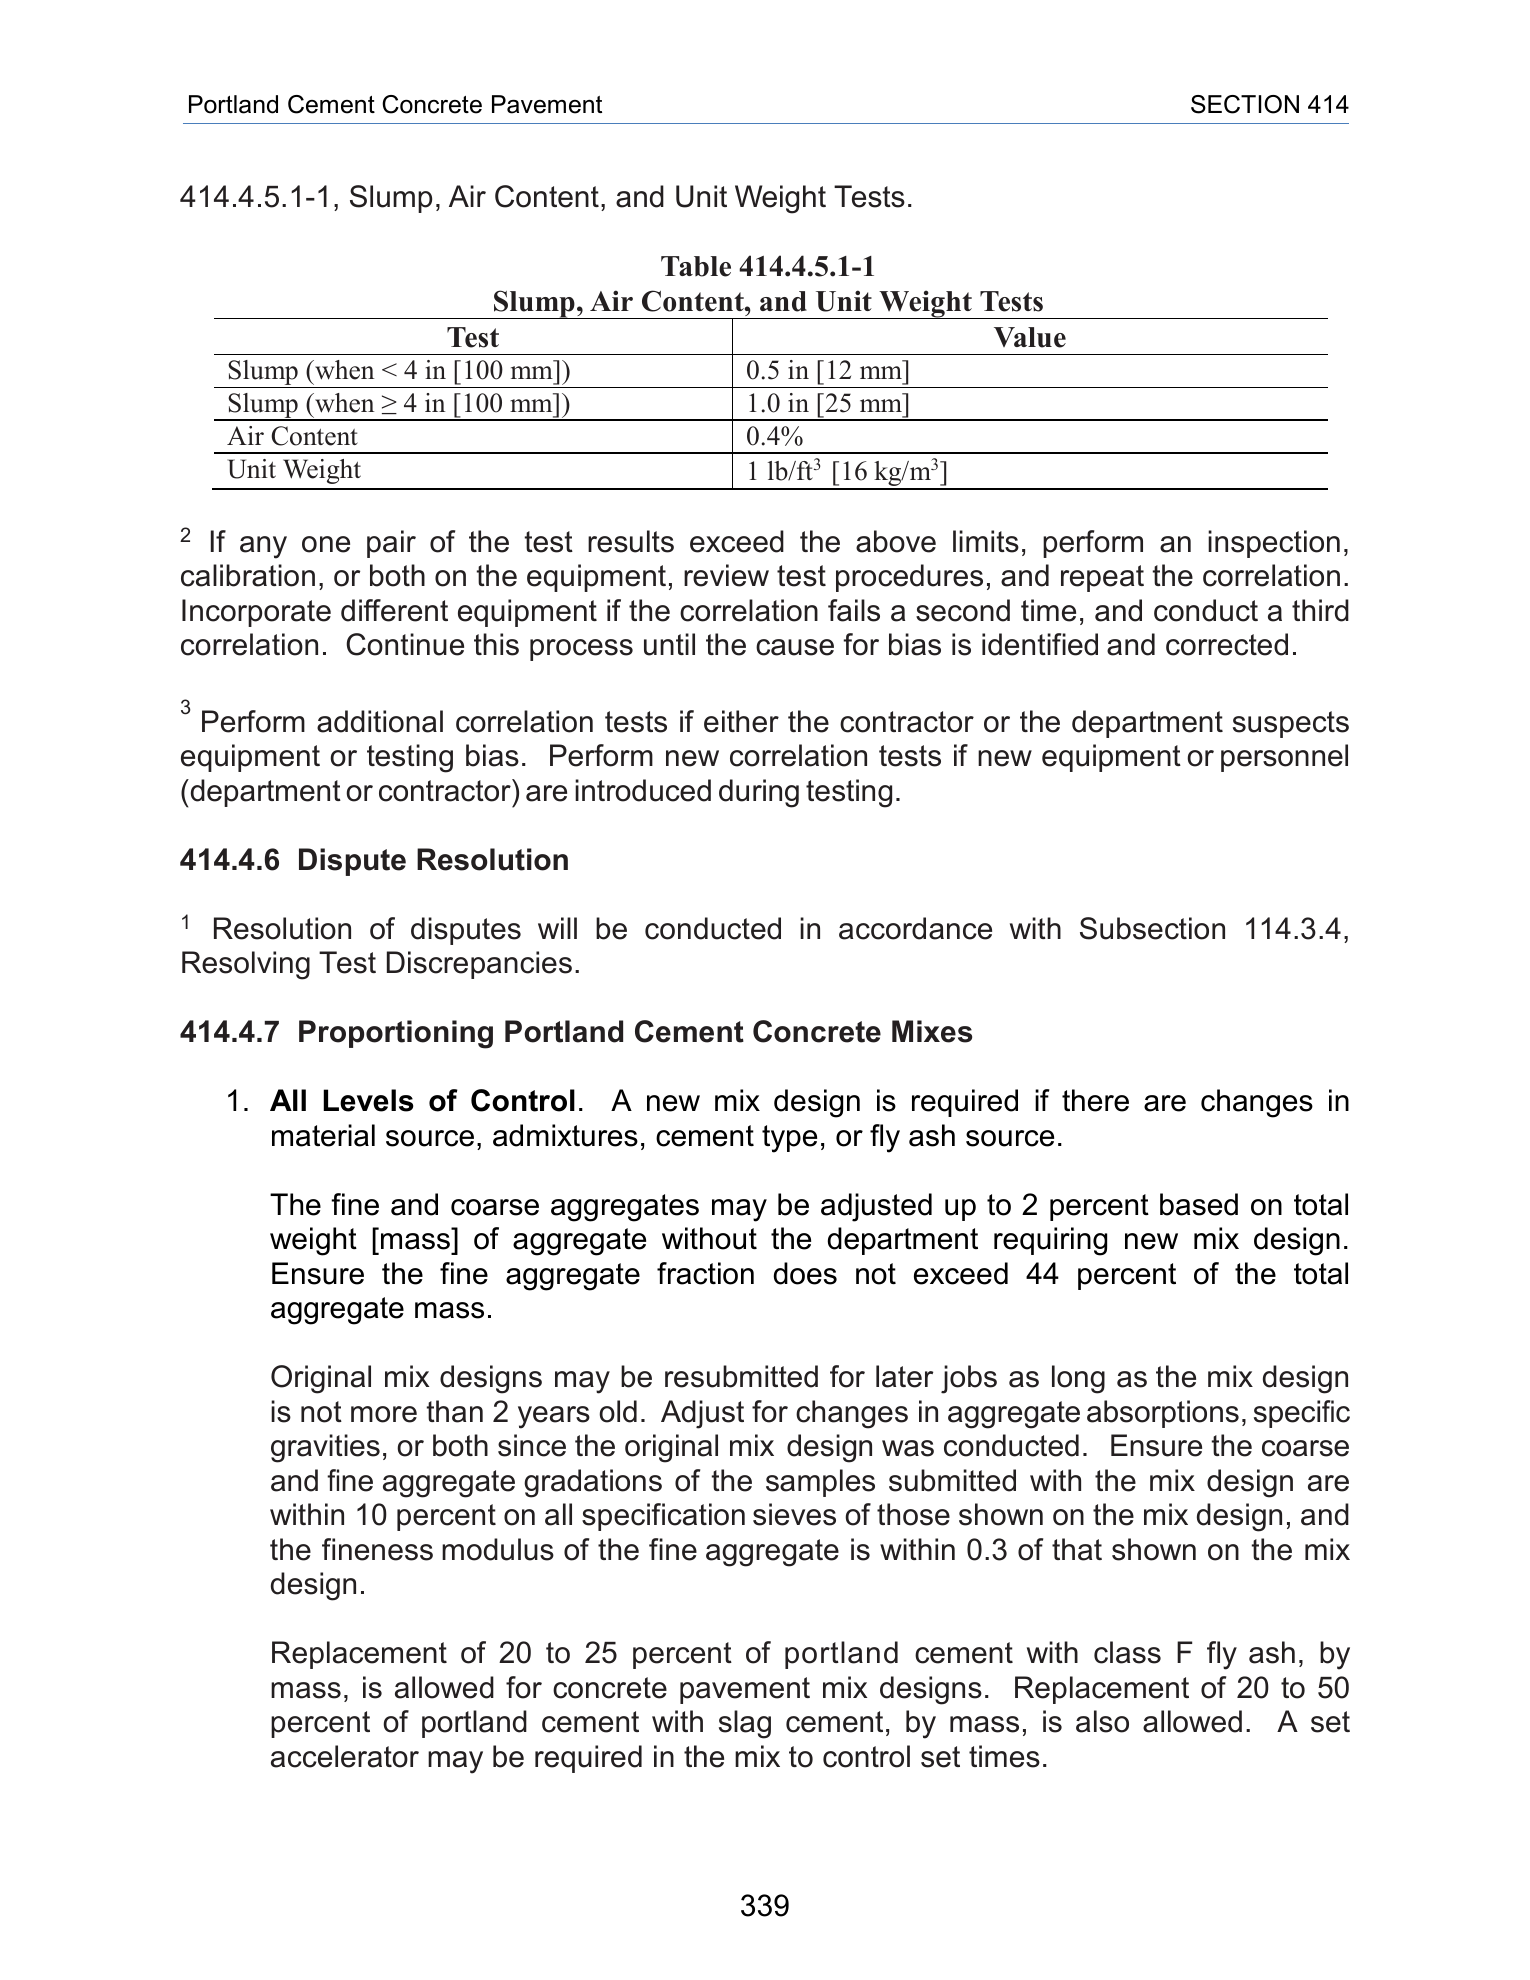 Portland Cement Concrete Pavement SECTION 414
414.4.5.1-1, Slump, Air Content, and Unit Weight Tests.
Table 414.4.5.1-1
Slump, Air Content, and Unit Weight Tests
Test Value
Slump (when < 4 in [100 mm]) 0.5 in [12 mm]
Slump (when ≥ 4 in [100 mm]) 1.0 in [25 mm]
Air Content 0.4%
Unit Weight 1 lb/ft³ [16 kg/m³]
² If any one pair of the test results exceed the above limits, perform an inspection,
calibration, or both on the equipment, review test procedures, and repeat the correlation.
Incorporate different equipment if the correlation fails a second time, and conduct a third
correlation. Continue this process until the cause for bias is identified and corrected.
³ Perform additional correlation tests if either the contractor or the department suspects
equipment or testing bias. Perform new correlation tests if new equipment or personnel
(department or contractor) are introduced during testing.
414.4.6 Dispute Resolution
¹ Resolution of disputes will be conducted in accordance with Subsection 114.3.4,
Resolving Test Discrepancies.
414.4.7 Proportioning Portland Cement Concrete Mixes
1. All Levels of Control. A new mix design is required if there are changes in
material source, admixtures, cement type, or fly ash source.
The fine and coarse aggregates may be adjusted up to 2 percent based on total
weight [mass] of aggregate without the department requiring new mix design.
Ensure the fine aggregate fraction does not exceed 44 percent of the total
aggregate mass.
Original mix designs may be resubmitted for later jobs as long as the mix design
is not more than 2 years old. Adjust for changes in aggregate absorptions, specific
gravities, or both since the original mix design was conducted. Ensure the coarse
and fine aggregate gradations of the samples submitted with the mix design are
within 10 percent on all specification sieves of those shown on the mix design, and
the fineness modulus of the fine aggregate is within 0.3 of that shown on the mix
design.
Replacement of 20 to 25 percent of portland cement with class F fly ash, by
mass, is allowed for concrete pavement mix designs. Replacement of 20 to 50
percent of portland cement with slag cement, by mass, is also allowed. A set
accelerator may be required in the mix to control set times.
339